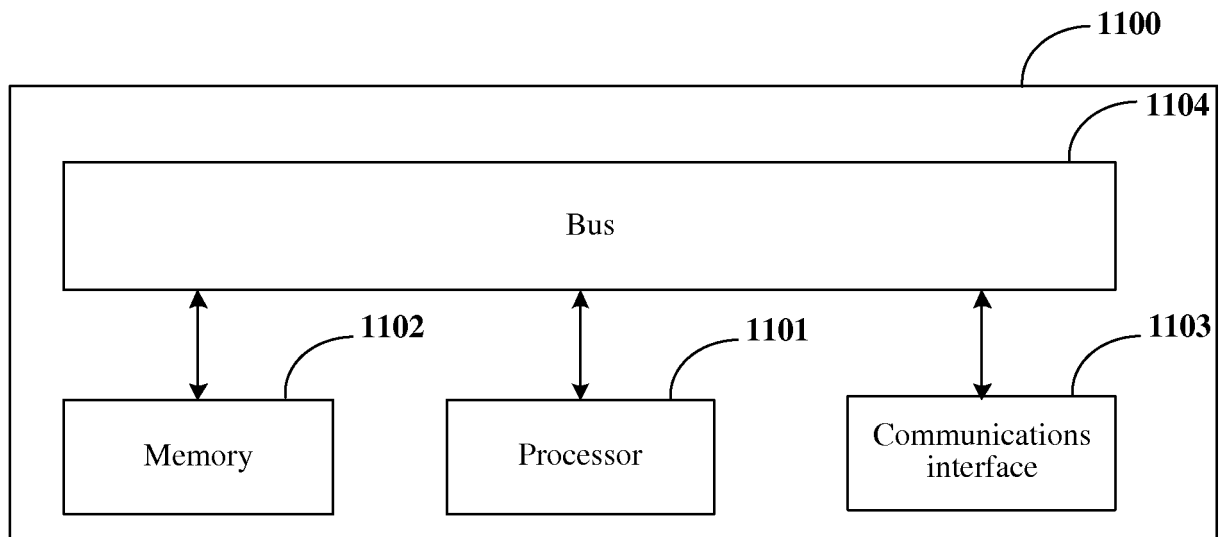 1100
1104
Bus
1102
1101
1103
Memory
Processor
Communications
interface